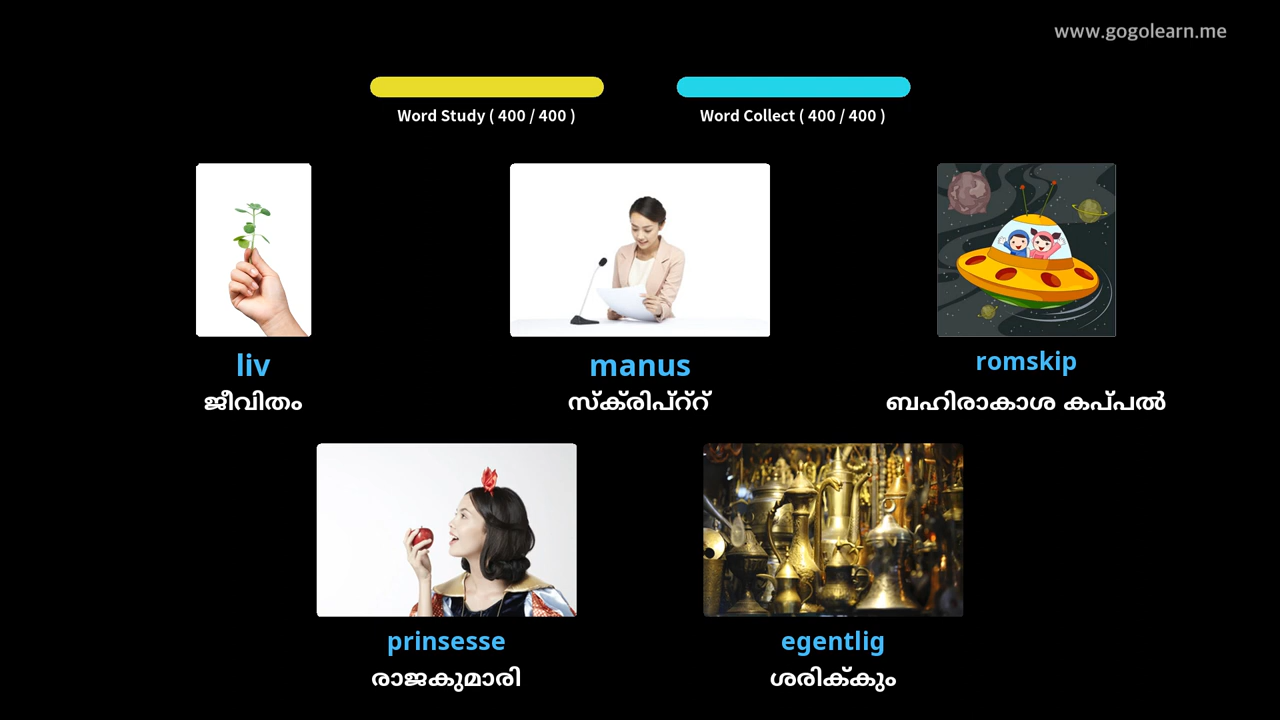 www.gogolearn.me
Word Study ( 400 / 400 )
Word Collect ( 400 / 400 )
liv
manus
romskip
ജീവിതം
സ്ക്രിപ്റ്റ്
ബഹിരാകാശ കപ്പൽ
prinsesse
egentlig
രാജകുമാരി
ശരിക്കും